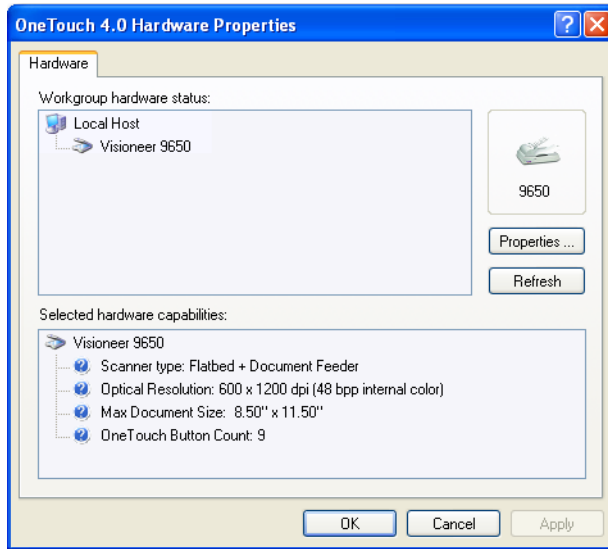 OneTouch 4.0 Hardware Properties
Hardware
Workgroup hardware status:
Local Host
Visioneer 9650
9650
Properties ...
Refresh
Selected hardware capabilities:
Visioneer 9650
Scanner type: Flatbed + Document Feeder
Optical Resolution: 600 x 1200 dpi (48 bpp internal color)
Max Document Size: 8.50" x 11.50"
OneTouch Button Count: 9
OK Cancel Apply